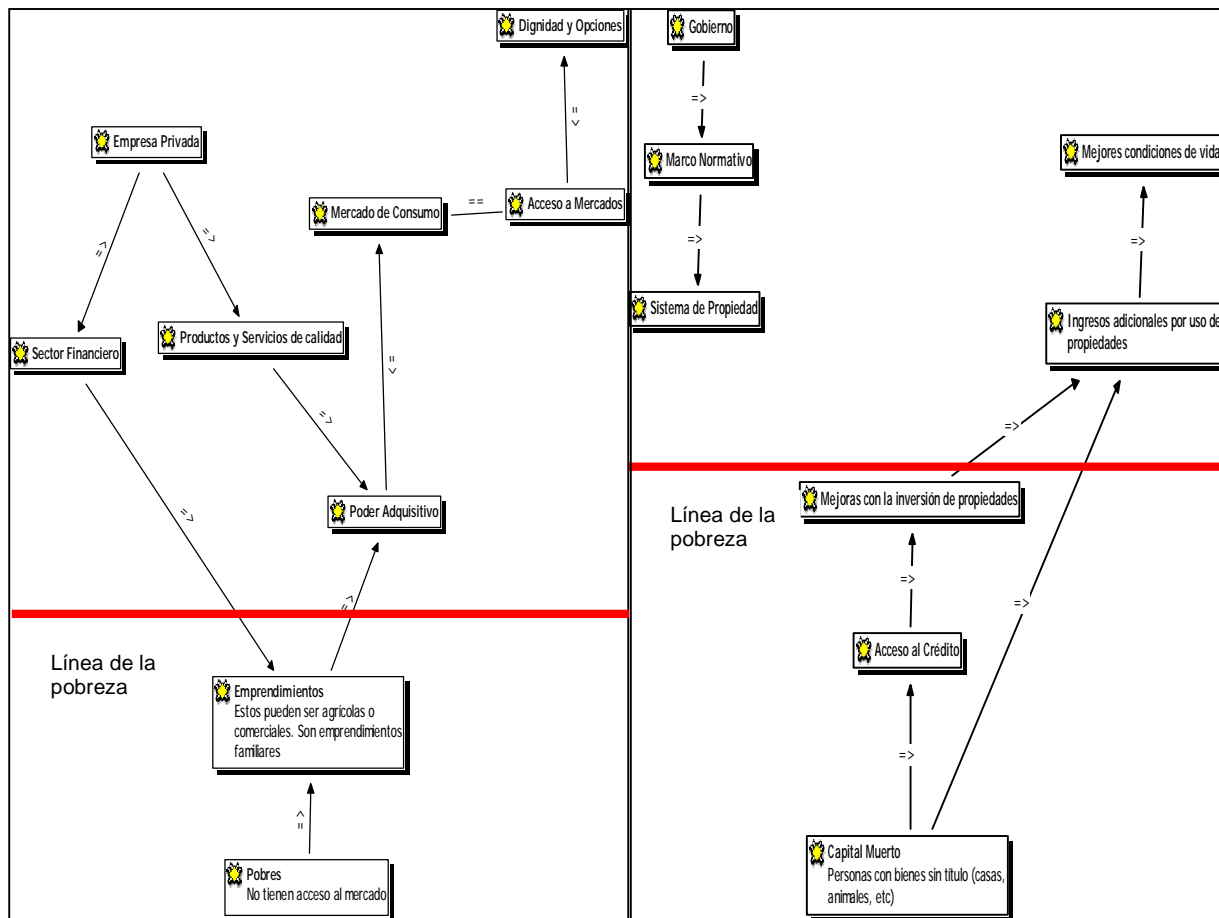 Dignidad y Opciones
<=
Empresa Privada
Mercado de Consumo
==
Acceso a Mercados
=>
=>
Sector Financiero
Productos y Servicios de calidad
<=
=>
=>
Poder Adquisitivo
=>
Línea de la
pobreza
Emprendimientos
Estos pueden ser agrícolas o
comerciales. Son emprendimientos
familiares
=>
Pobres
No tienen acceso al mercado
Gobierno
=>
Marco Normativo
=>
Sistema de Propiedad
Mejores condiciones de vida
=>
Ingresos adicionales por uso de
propiedades
=>
Línea de la
pobreza
Mejoras con la inversión de propiedades
=>
=>
Acceso al Crédito
=>
Capital Muerto
Personas con bienes sin título (casas,
animales, etc)